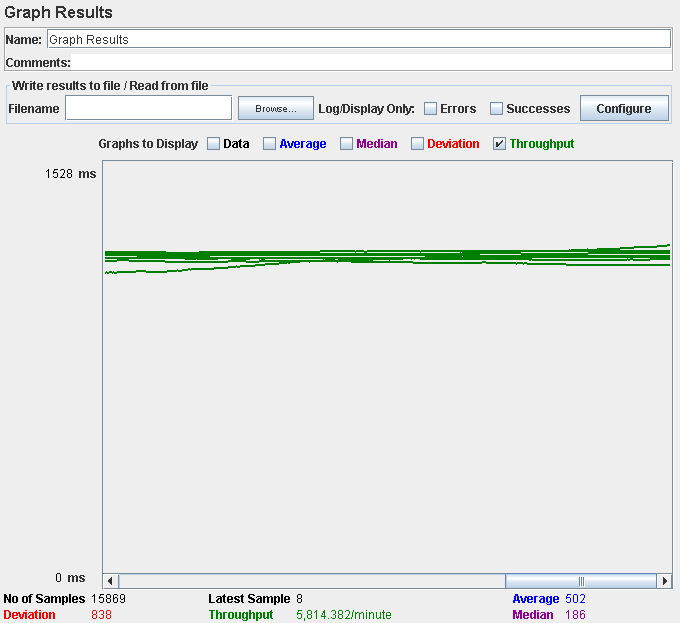 Graph Results
Name: Graph Results
Comments:
Write results to file / Read from file
Filename Browse... Log/Display Only: Errors Successes Configure
Graphs to Display Data Average Median Deviation Throughput
1528 ms
0 ms
No of Samples 15869 Latest Sample 8 Average 502
Deviation 838 Throughput 5,814.382/minute Median 186